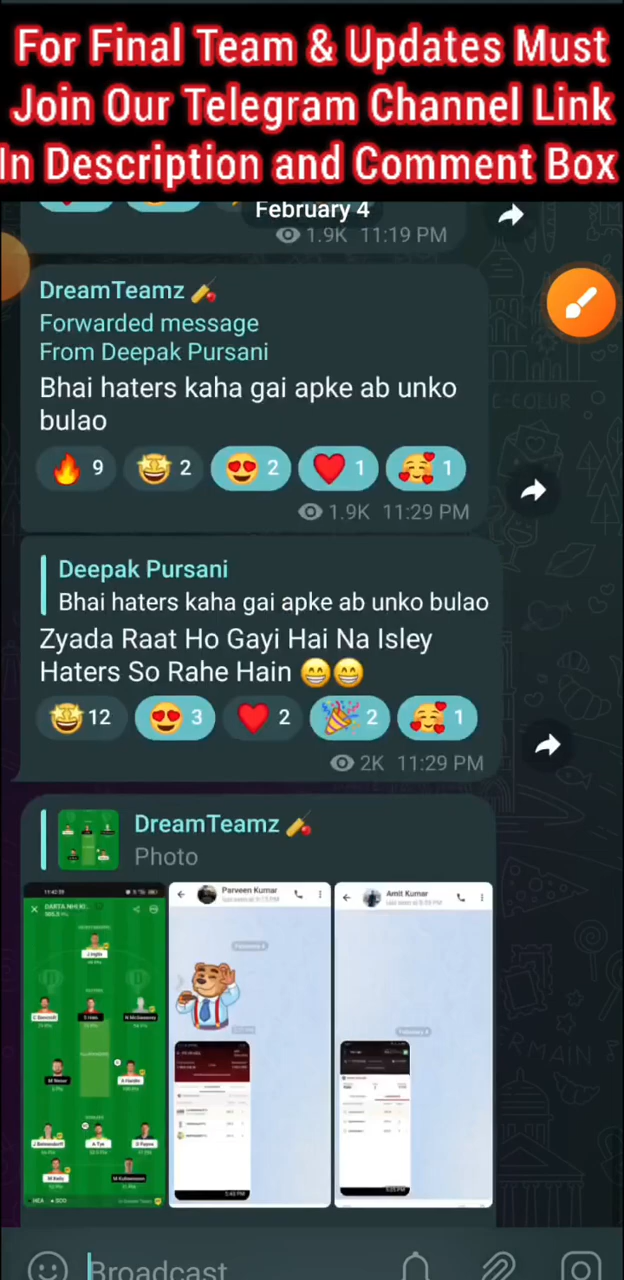 For Final Team & Updates Must
Join Our Telegram Channel Link
In Description and Comment Box
February 4
1.9K 11:19 PM
DreamTeamz
Forwarded message
From Deepak Pursani
Bhai haters kaha gai apke ab unko
bulao
9 2 2 1 1
1.9K 11:29 PM
Deepak Pursani
Bhai haters kaha gai apke ab unko bulao
Zyada Raat Ho Gayi Hai Na Isley
Haters So Rahe Hain
12 3 2 2 1
2K 11:29 PM
DreamTeamz
Photo
Parveen Kumar
Amit Kumar
Broadcast